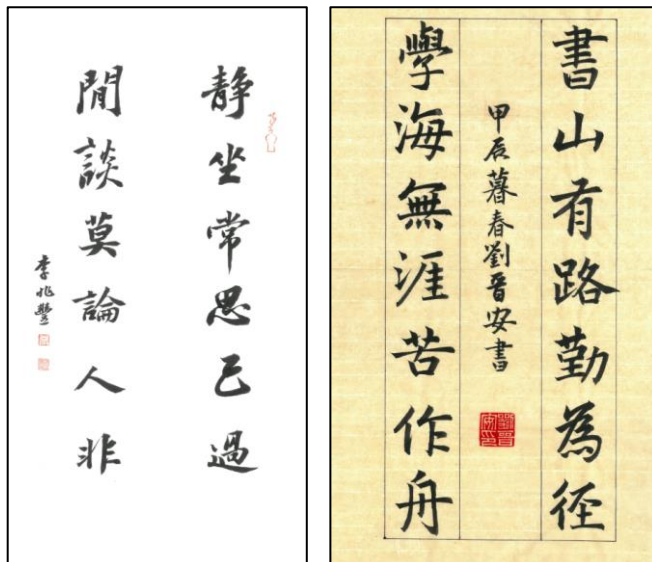 静坐常思己過
閒談莫論人非
李兆豐
書山有路勤為徑
學海無涯苦作舟
甲辰暮春劉晉安書